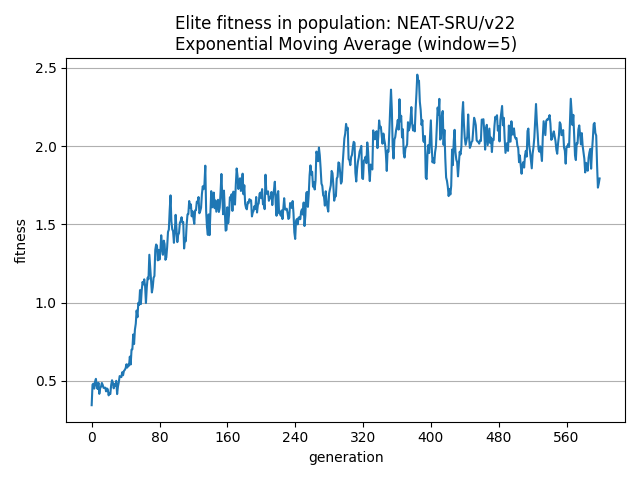 Elite fitness in population: NEAT-SRU/v22
Exponential Moving Average (window=5)
2.5
2.0
1.5
1.0
0.5
fitness
0 80 160 240 320 400 480 560
generation